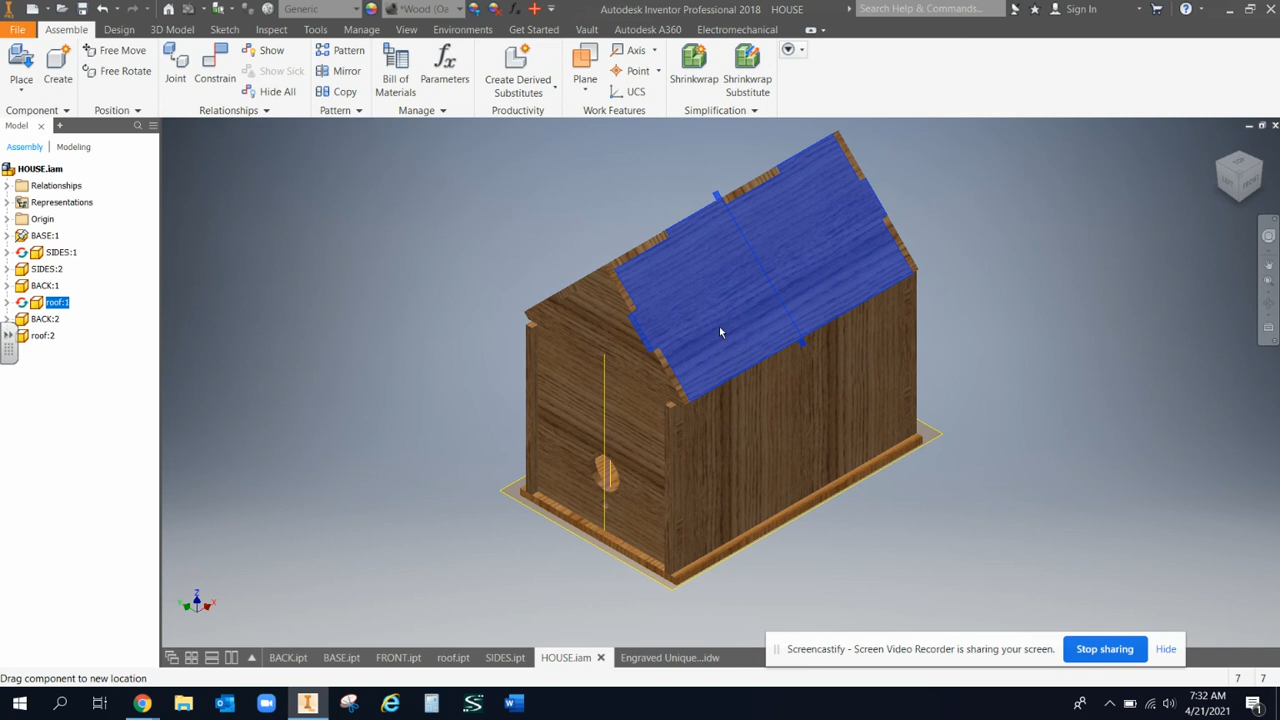 Generic
*Wood (Oa
Autodesk Inventor Professional 2018 HOUSE
Search Help & Commands...
Sign In
File Assemble Design 3D Model Sketch Inspect Tools Manage View Environments Get Started Vault Autodesk A360 Electromechanical
Place
Create
Free Move
Free Rotate
Joint
Constrain
Show
Show Sick
Hide All
Pattern
Mirror
Copy
Bill of
Materials
Parameters
Create Derived
Substitutes
Plane
Axis
Point
UCS
Shrinkwrap
Shrinkwrap
Substitute
Component Position Relationships Pattern Manage Productivity Work Features Simplification
Model
Assembly Modeling
HOUSE.iam
Relationships
Representations
Origin
BASE:1
SIDES:1
SIDES:2
BACK:1
roof:1
BACK:2
roof:2
TOP
LEFT
FRONT
Z
Y
X
BACK.ipt BASE.ipt FRONT.ipt roof.ipt SIDES.ipt HOUSE.iam Engraved Unique...idw
Screencastify - Screen Video Recorder is sharing your screen.
Stop sharing
Hide
Drag component to new location
7 7
7:32 AM
4/21/2021
1